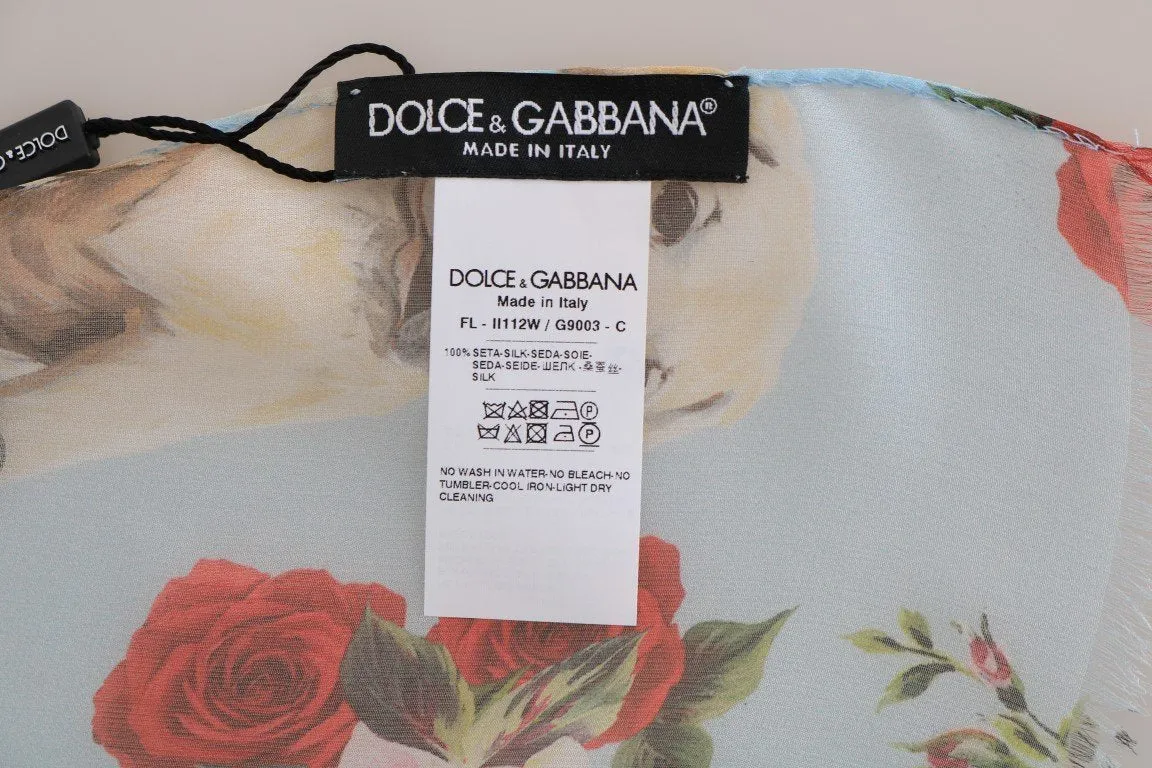 DOLCE & GABBANA®
MADE IN ITALY
DOLCE & G
DOLCE & GABBANA
Made in Italy
FL - II112W / G9003 - C
100% SETA-SILK-SEDA-SOIE-
SEDA-SEIDE-ШЕЛК -桑蚕丝-
SILK
P
P
NO WASH IN WATER-NO BLEACH-NO
TUMBLER-COOL IRON-LIGHT DRY
CLEANING